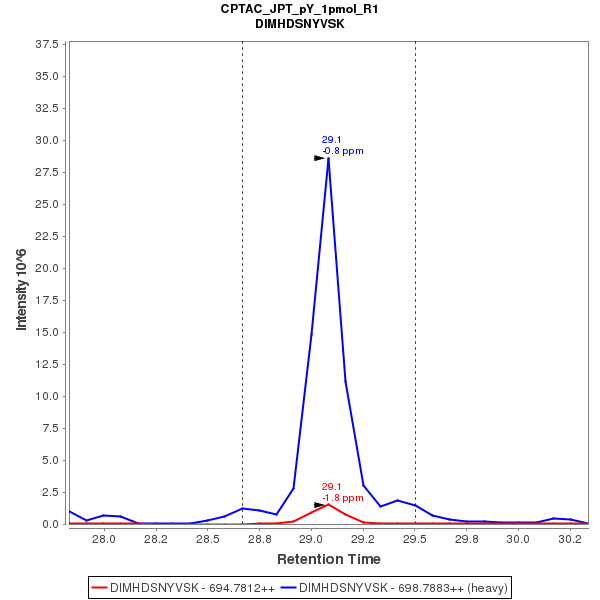 CPTAC_JPT_pY_1pmol_R1
DIMHDSNYVSK
37.5
35.0
32.5
30.0
27.5
25.0
22.5
20.0
17.5
15.0
12.5
10.0
7.5
5.0
2.5
0.0
Intensity 10^6
29.1
-0.8 ppm
29.1
-1.8 ppm
28.0 28.2 28.5 28.8 29.0 29.2 29.5 29.8 30.0 30.2
Retention Time
DIMHDSNYVSK - 694.7812++ DIMHDSNYVSK - 698.7883++ (heavy)